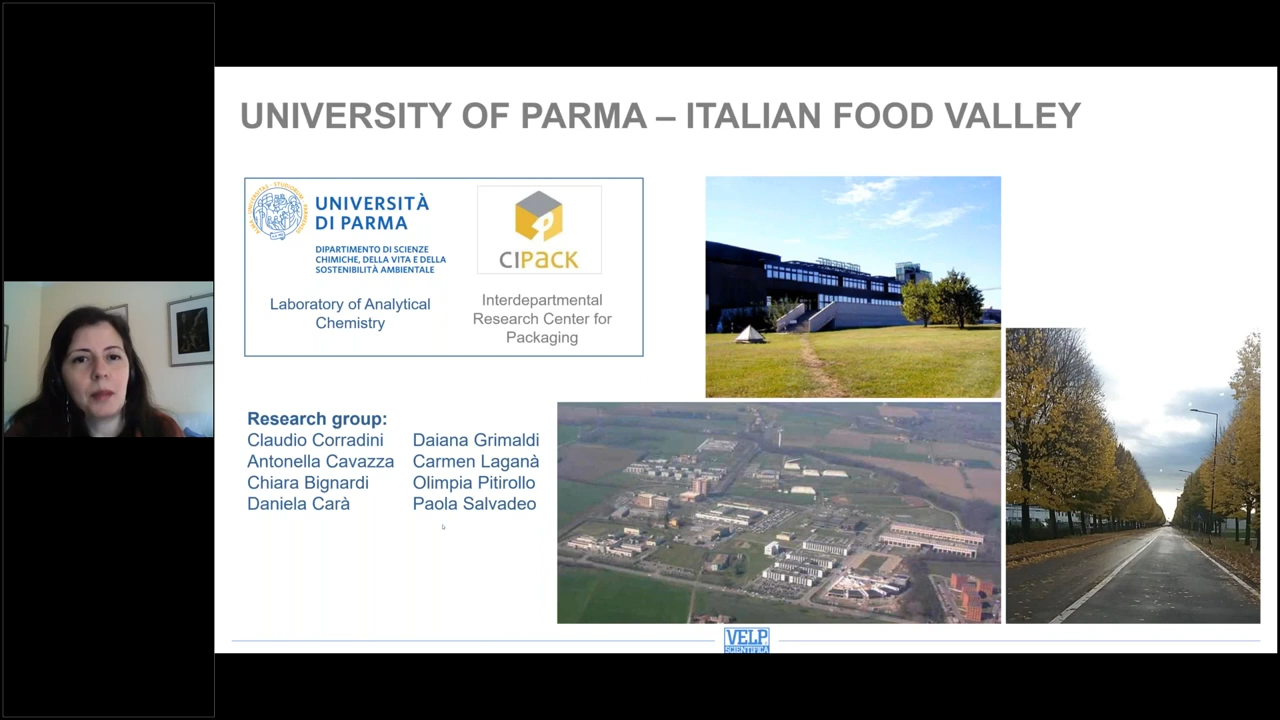 UNIVERSITY OF PARMA – ITALIAN FOOD VALLEY
UNIVERSITÀ
DI PARMA
DIPARTIMENTO DI SCIENZE
CHIMICHE, DELLA VITA E DELLA
SOSTENIBILITÀ AMBIENTALE
CIPACK
Laboratory of Analytical
Chemistry
Interdepartmental
Research Center for
Packaging
Research group:
Claudio Corradini
Antonella Cavazza
Chiara Bignardi
Daniela Carà
Daiana Grimaldi
Carmen Laganà
Olimpia Pitirollo
Paola Salvadeo
VELP
SCIENTIFICA